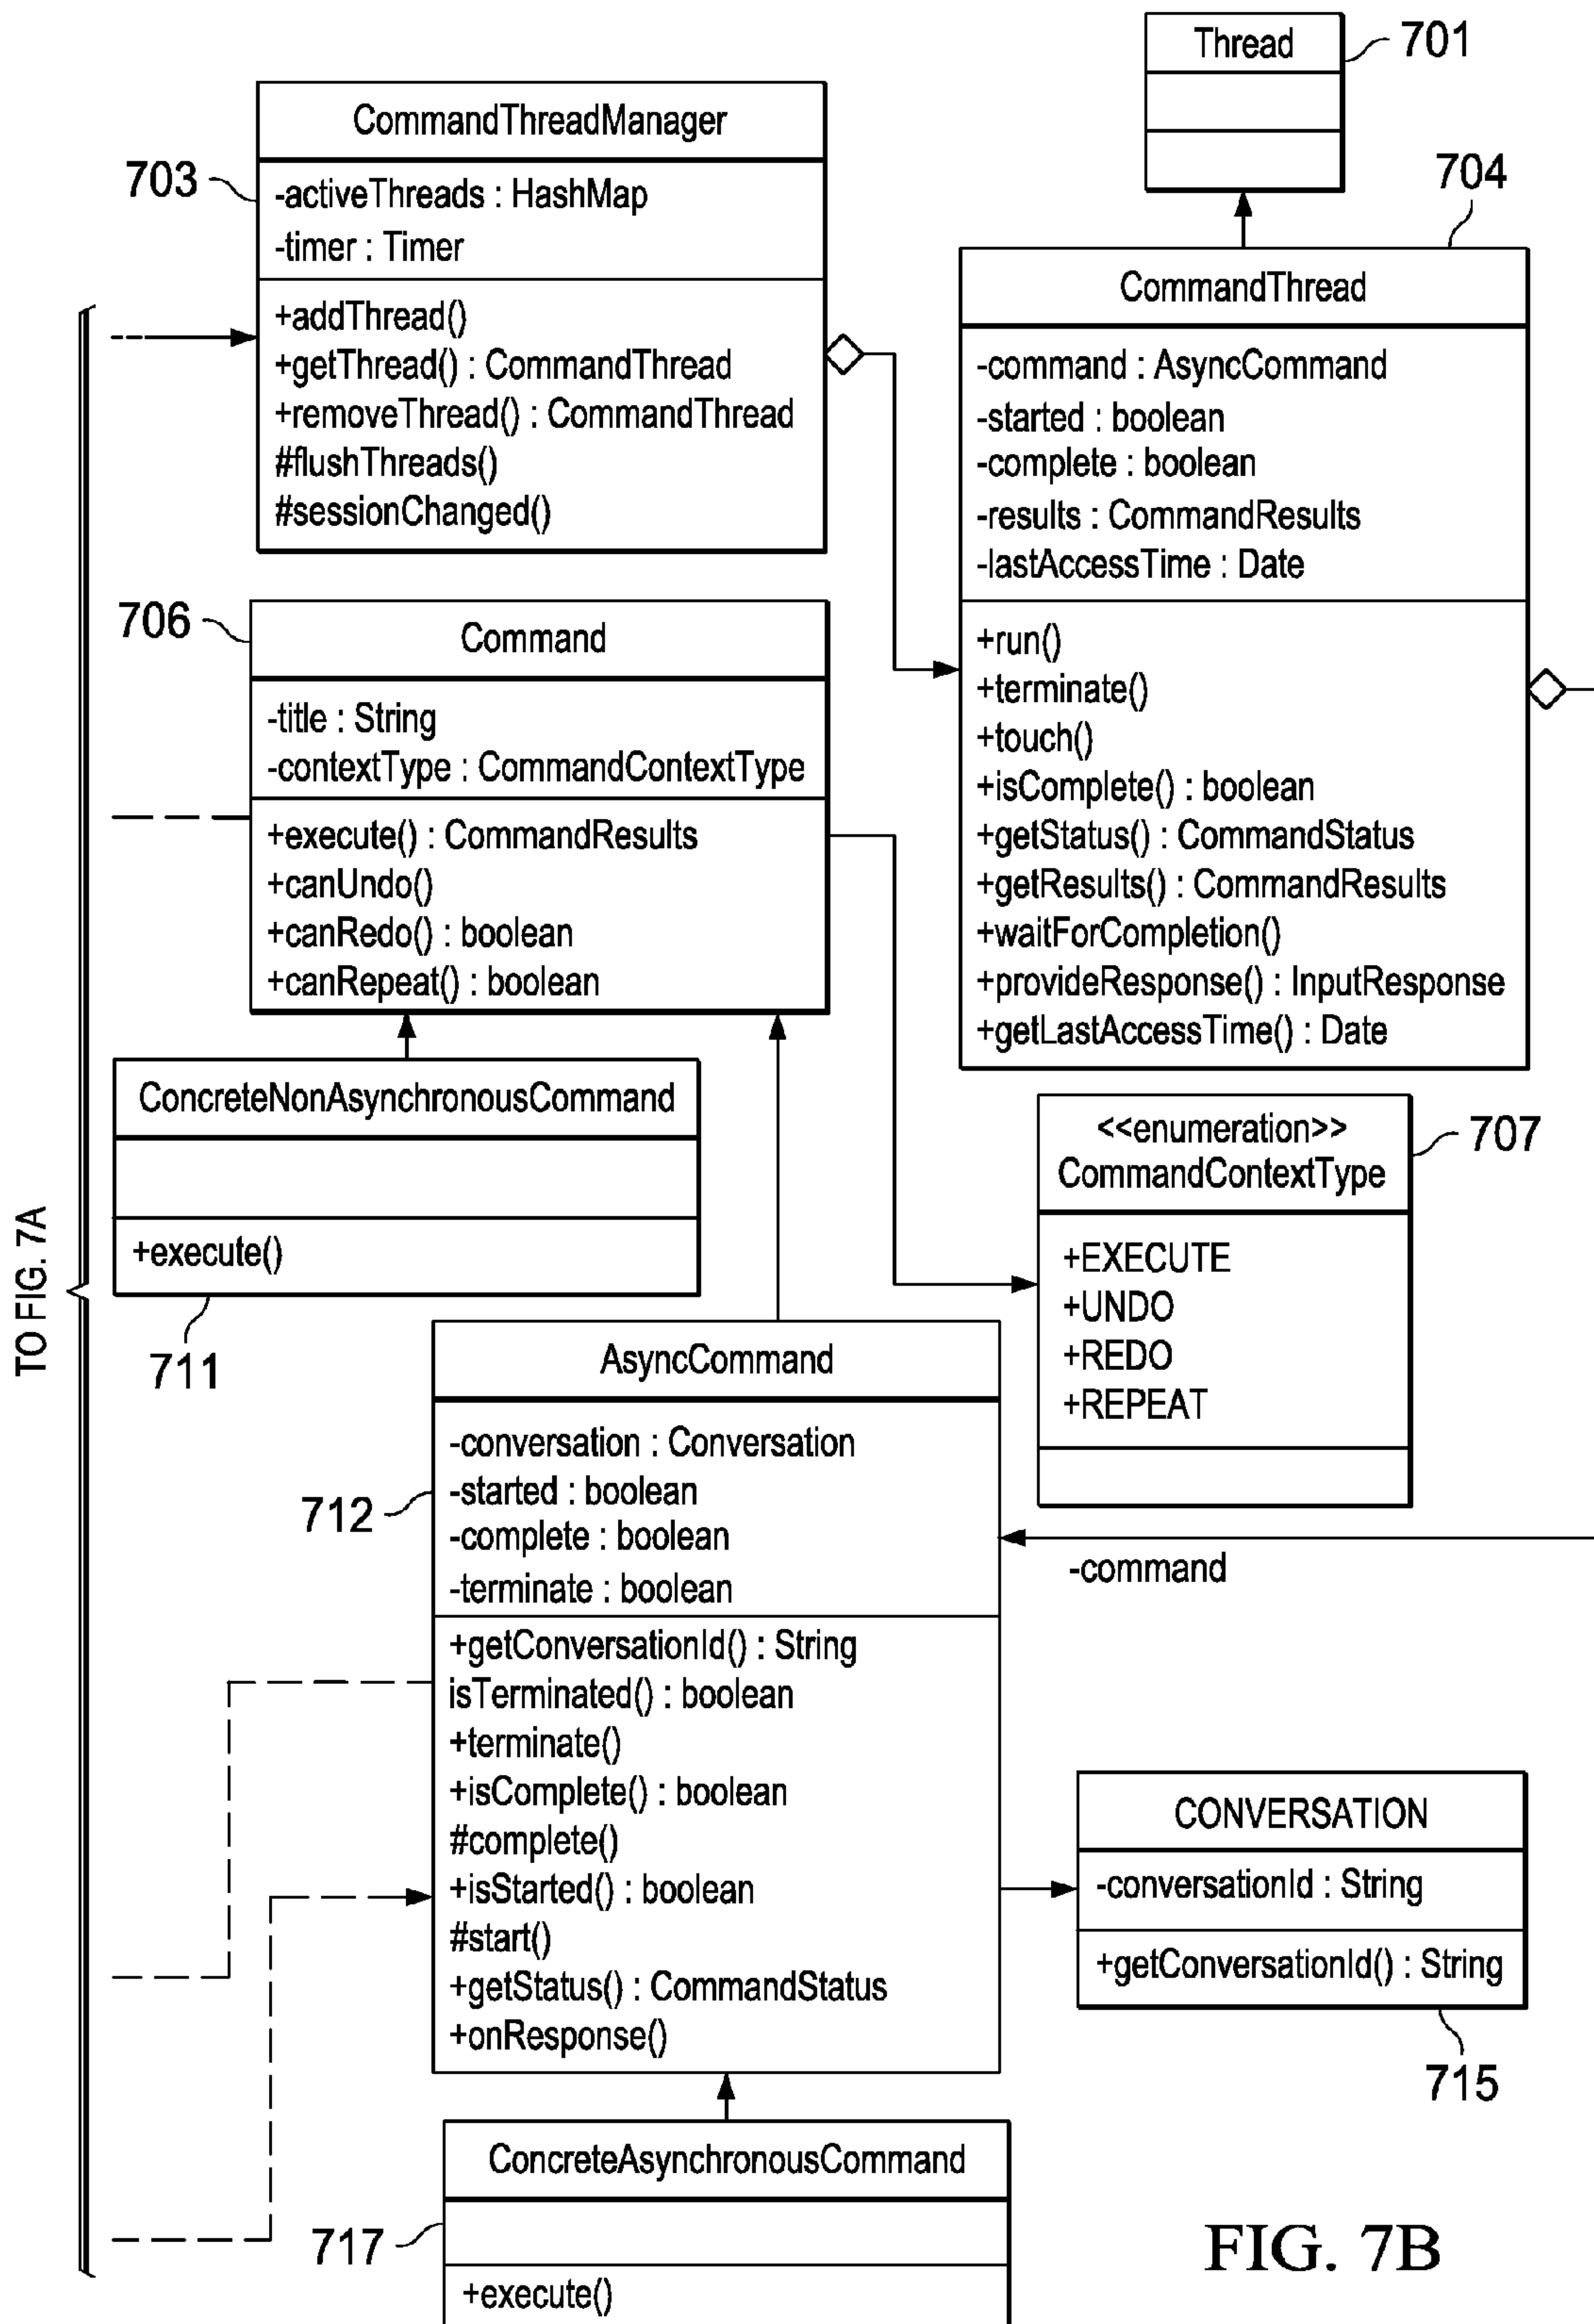 Thread
701
CommandThreadManager
703
-activeThreads : HashMap
-timer : Timer
+addThread()
+getThread() : CommandThread
+removeThread() : CommandThread
#flushThreads()
#sessionChanged()
704
CommandThread
-command : AsyncCommand
-started : boolean
-complete : boolean
-results : CommandResults
-lastAccessTime : Date
+run()
+terminate()
+touch()
+isComplete() : boolean
+getStatus() : CommandStatus
+getResults() : CommandResults
+waitForCompletion()
+provideResponse() : InputResponse
+getLastAccessTime() : Date
706
Command
-title : String
-contextType : CommandContextType
+execute() : CommandResults
+canUndo()
+canRedo() : boolean
+canRepeat() : boolean
ConcreteNonAsynchronousCommand
+execute()
711
<<enumeration>>
CommandContextType
707
+EXECUTE
+UNDO
+REDO
+REPEAT
TO FIG. 7A
AsyncCommand
712
-conversation : Conversation
-started : boolean
-complete : boolean
-terminate : boolean
+getConversationId() : String
isTerminated() : boolean
+terminate()
+isComplete() : boolean
#complete()
+isStarted() : boolean
#start()
+getStatus() : CommandStatus
+onResponse()
-command
CONVERSATION
-conversationId : String
+getConversationId() : String
715
ConcreteAsynchronousCommand
717
+execute()
FIG. 7B